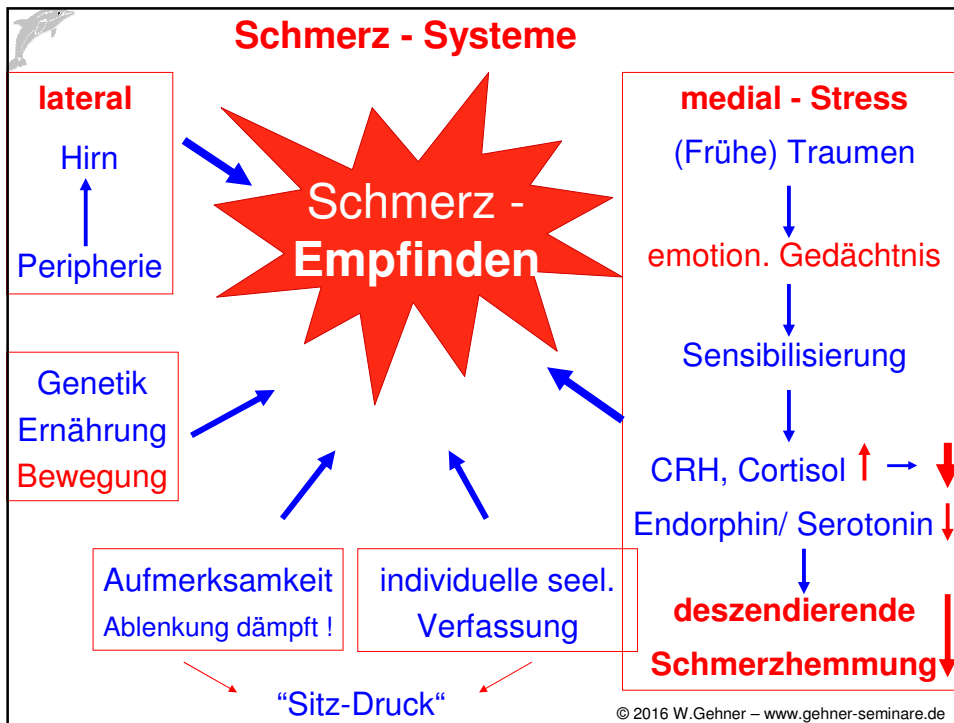 Schmerz - Systeme
lateral
Hirn
Peripherie
Schmerz -
Empfinden
medial - Stress
(Frühe) Traumen
emotion. Gedächtnis
Sensibilisierung
CRH, Cortisol
Endorphin/ Serotonin
deszendierende
Schmerzhemmung
Genetik
Ernährung
Bewegung
Aufmerksamkeit
Ablenkung dämpft !
individuelle seel.
Verfassung
“Sitz-Druck“
© 2016 W.Gehner – www.gehner-seminare.de